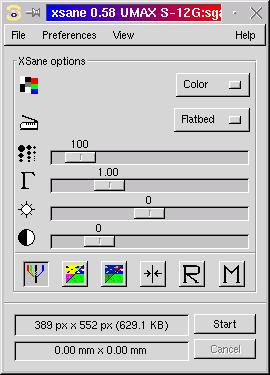 xsane 0.58 UMAX S-12G:sga
File Preferences View Help
XSane options
Color
Flatbed
100
1.00
0
0
R M
389 px x 552 px (629.1 KB) Start
0.00 mm x 0.00 mm Cancel